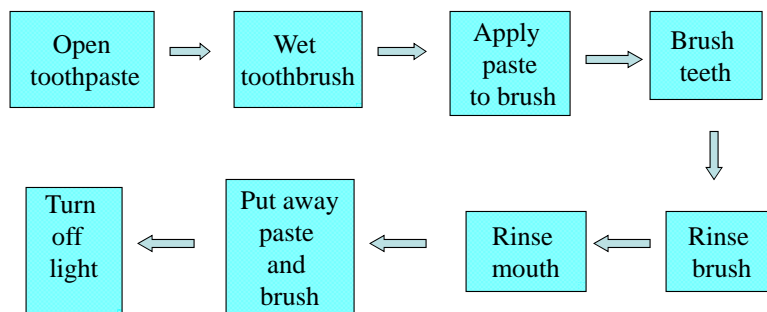 Open
toothpaste
Wet
toothbrush
Apply
paste
to brush
Brush
teeth
Rinse
brush
Rinse
mouth
Put away
paste
and
brush
Turn
off
light